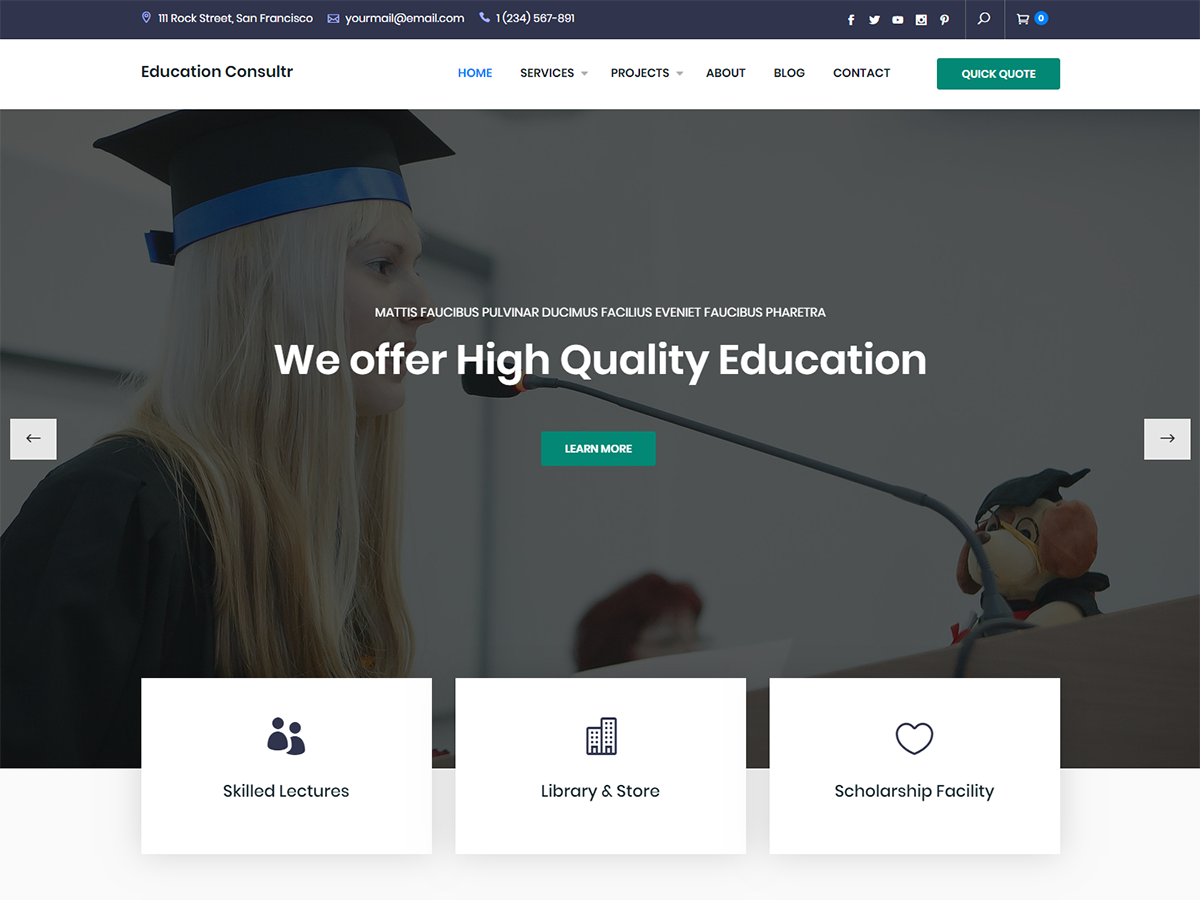 111 Rock Street, San Francisco yourmail@email.com 1 (234) 567-891 0
Education Consultr HOME SERVICES PROJECTS ABOUT BLOG CONTACT QUICK QUOTE
MATTIS FAUCIBUS PULVINAR DUCIMUS FACILIUS EVENIET FAUCIBUS PHARETRA
We offer High Quality Education
LEARN MORE
Skilled Lectures Library & Store Scholarship Facility